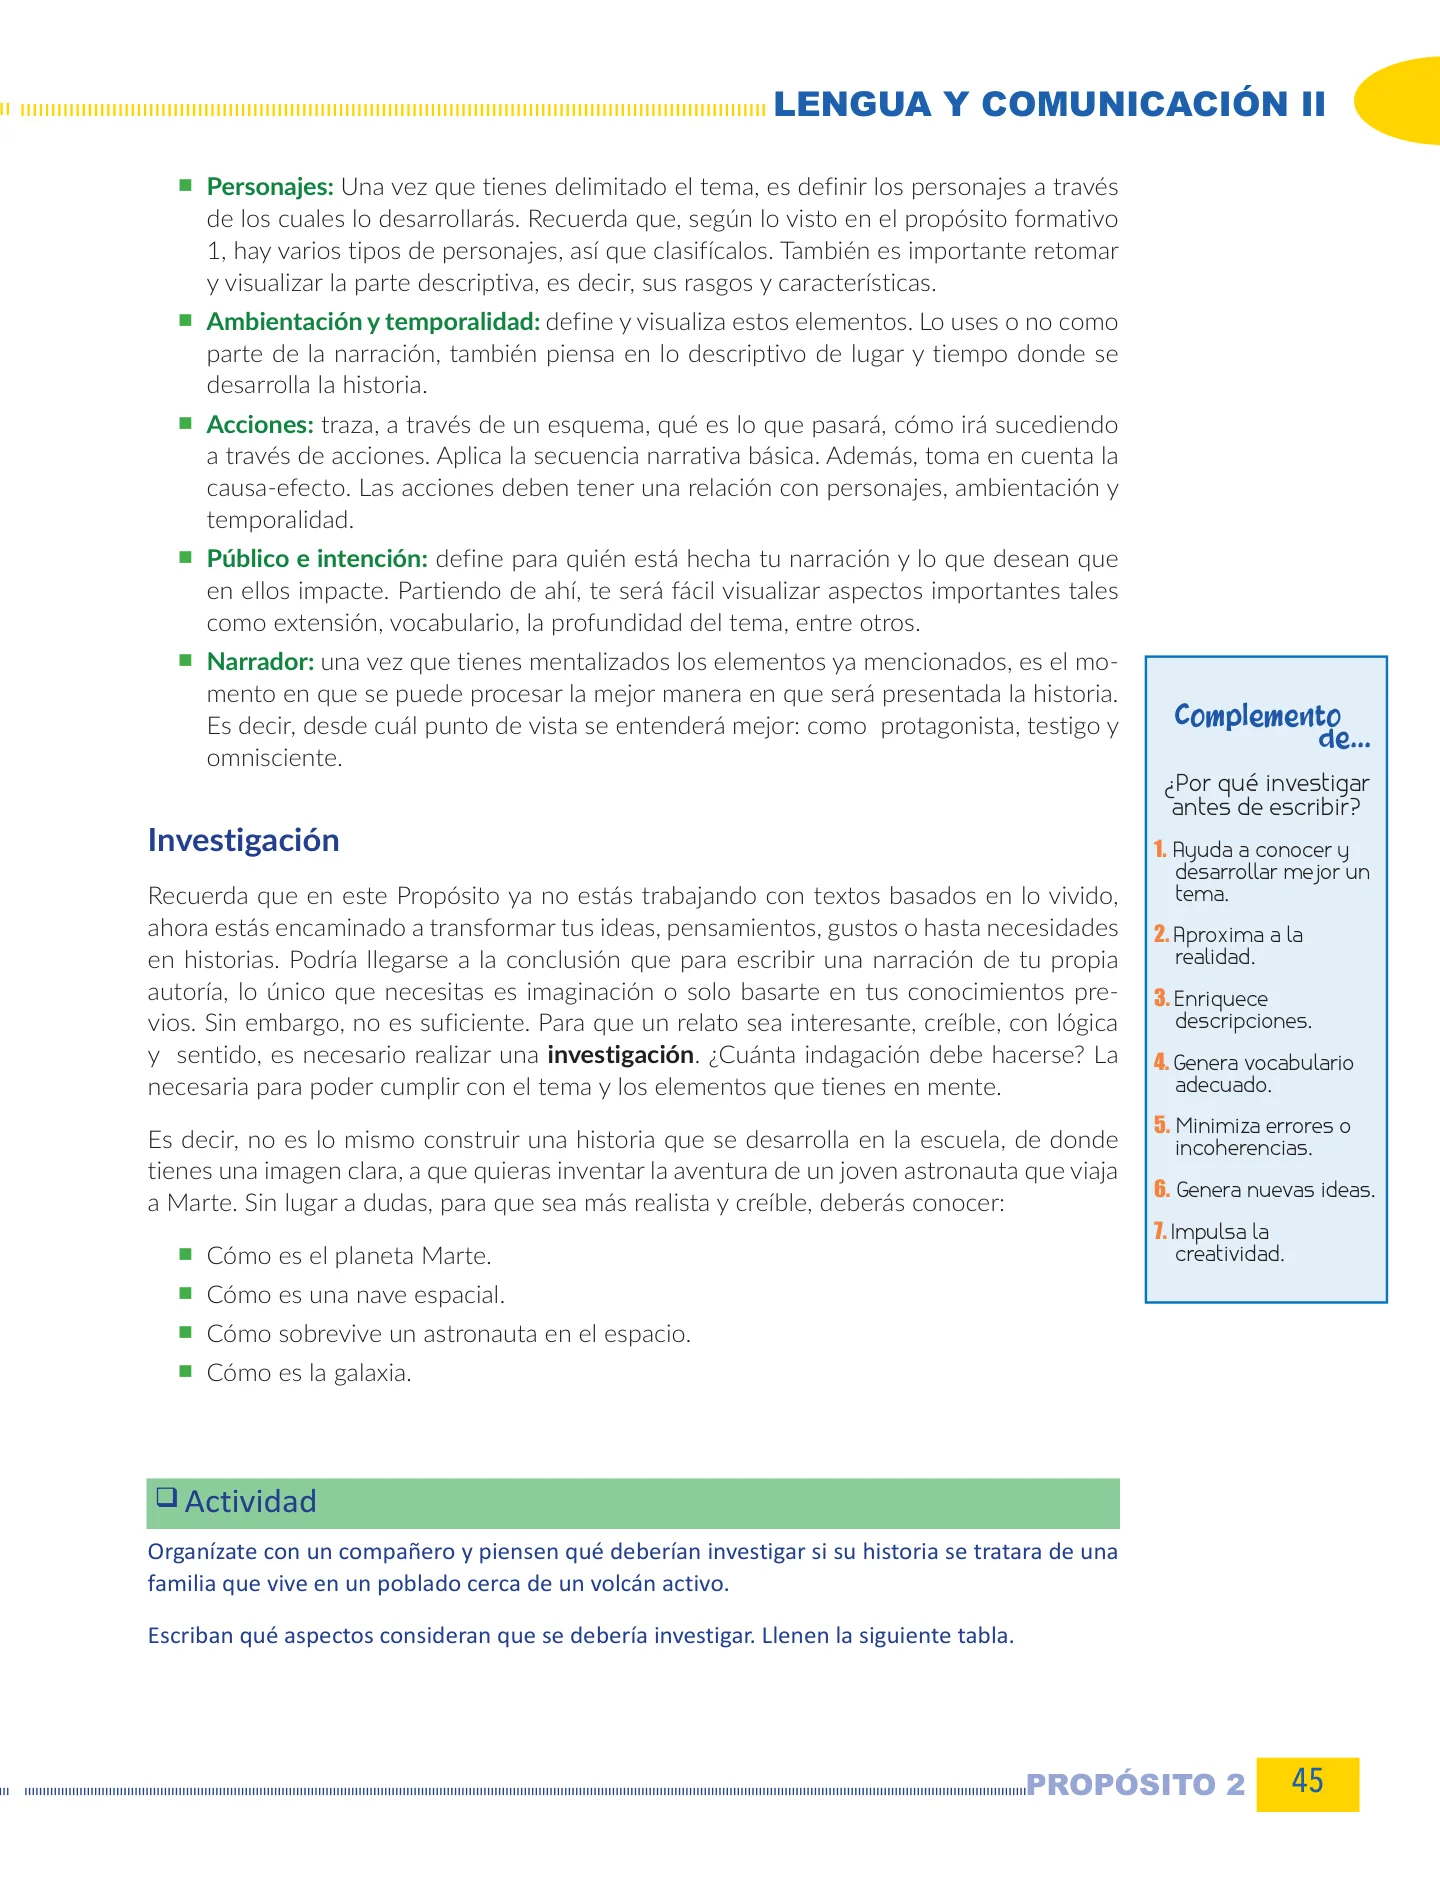 LENGUA Y COMUNICACIÓN II
Personajes: Una vez que tienes delimitado el tema, es definir los personajes a través
de los cuales lo desarrollarás. Recuerda que, según lo visto en el propósito formativo
1, hay varios tipos de personajes, así que clasifícalos. También es importante retomar
y visualizar la parte descriptiva, es decir, sus rasgos y características.
Ambientación y temporalidad: define y visualiza estos elementos. Lo uses o no como
parte de la narración, también piensa en lo descriptivo de lugar y tiempo donde se
desarrolla la historia.
Acciones: traza, a través de un esquema, qué es lo que pasará, cómo irá sucediendo
a través de acciones. Aplica la secuencia narrativa básica. Además, toma en cuenta la
causa-efecto. Las acciones deben tener una relación con personajes, ambientación y
temporalidad.
Público e intención: define para quién está hecha tu narración y lo que desean que
en ellos impacte. Partiendo de ahí, te será fácil visualizar aspectos importantes tales
como extensión, vocabulario, la profundidad del tema, entre otros.
Narrador: una vez que tienes mentalizados los elementos ya mencionados, es el mo-
mento en que se puede procesar la mejor manera en que será presentada la historia.
Es decir, desde cuál punto de vista se entenderá mejor: como protagonista, testigo y
omnisciente.
Investigación
Recuerda que en este Propósito ya no estás trabajando con textos basados en lo vivido,
ahora estás encaminado a transformar tus ideas, pensamientos, gustos o hasta necesidades
en historias. Podría llegarse a la conclusión que para escribir una narración de tu propia
autoría, lo único que necesitas es imaginación o solo basarte en tus conocimientos pre-
vios. Sin embargo, no es suficiente. Para que un relato sea interesante, creíble, con lógica
y sentido, es necesario realizar una investigación. ¿Cuánta indagación debe hacerse? La
necesaria para poder cumplir con el tema y los elementos que tienes en mente.
Es decir, no es lo mismo construir una historia que se desarrolla en la escuela, de donde
tienes una imagen clara, a que quieras inventar la aventura de un joven astronauta que viaja
a Marte. Sin lugar a dudas, para que sea más realista y creíble, deberás conocer:
Cómo es el planeta Marte.
Cómo es una nave espacial.
Cómo sobrevive un astronauta en el espacio.
Cómo es la galaxia.
Complemento
de...
¿Por qué investigar
antes de escribir?
1. Ayuda a conocer y
desarrollar mejor un
tema.
2. Aproxima a la
realidad.
3. Enriquece
descripciones.
4. Genera vocabulario
adecuado.
5. Minimiza errores o
incoherencias.
6. Genera nuevas ideas.
7. Impulsa la
creatividad.
Actividad
Organízate con un compañero y piensen qué deberían investigar si su historia se tratara de una
familia que vive en un poblado cerca de un volcán activo.
Escriban qué aspectos consideran que se debería investigar. Llenen la siguiente tabla.
PROPÓSITO 2
45